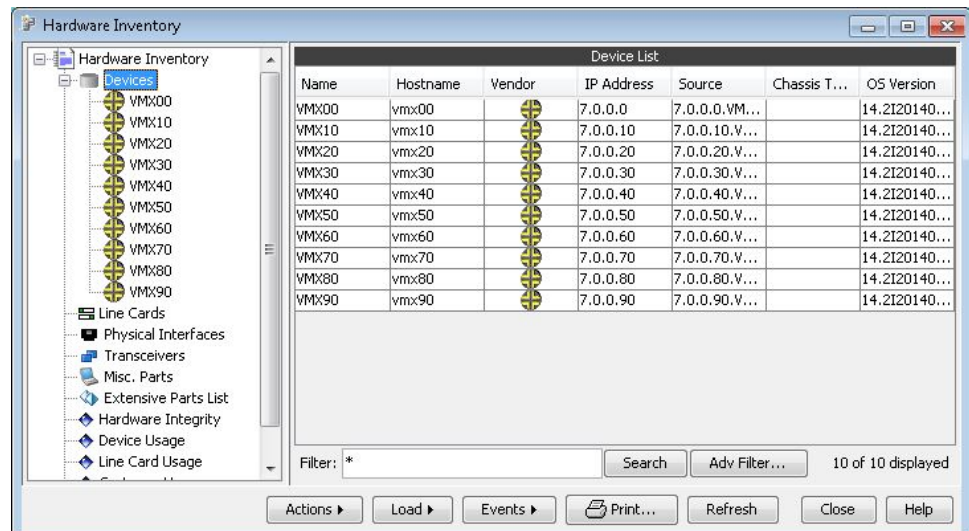 Hardware Inventory
Hardware Inventory
Devices
VMX00
VMX10
VMX20
VMX30
VMX40
VMX50
VMX60
VMX70
VMX80
VMX90
Line Cards
Physical Interfaces
Transceivers
Misc. Parts
Extensive Parts List
Hardware Integrity
Device Usage
Line Card Usage
Device List
Name Hostname Vendor IP Address Source Chassis T... OS Version
VMX00 vmx00 7.0.0.0 7.0.0.0.VM... 14.2I20140...
VMX10 vmx10 7.0.0.10 7.0.0.10.V... 14.2I20140...
VMX20 vmx20 7.0.0.20 7.0.0.20.V... 14.2I20140...
VMX30 vmx30 7.0.0.30 7.0.0.30.V... 14.2I20140...
VMX40 vmx40 7.0.0.40 7.0.0.40.V... 14.2I20140...
VMX50 vmx50 7.0.0.50 7.0.0.50.V... 14.2I20140...
VMX60 vmx60 7.0.0.60 7.0.0.60.V... 14.2I20140...
VMX70 vmx70 7.0.0.70 7.0.0.70.V... 14.2I20140...
VMX80 vmx80 7.0.0.80 7.0.0.80.V... 14.2I20140...
VMX90 vmx90 7.0.0.90 7.0.0.90.V... 14.2I20140...
Filter: * Search Adv Filter... 10 of 10 displayed
Actions Load Events Print... Refresh Close Help